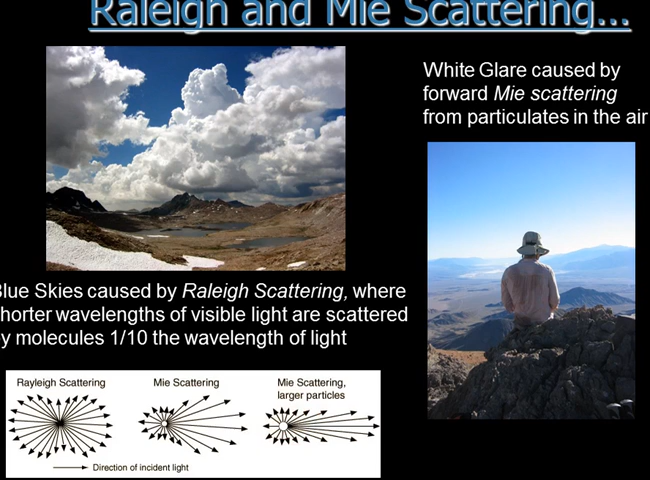 Raleigh and Mie Scattering...
White Glare caused by
forward Mie scattering
from particulates in the air
Blue Skies caused by Raleigh Scattering, where
shorter wavelengths of visible light are scattered
by molecules 1/10 the wavelength of light
Rayleigh Scattering
Mie Scattering
Mie Scattering,
larger particles
Direction of incident light